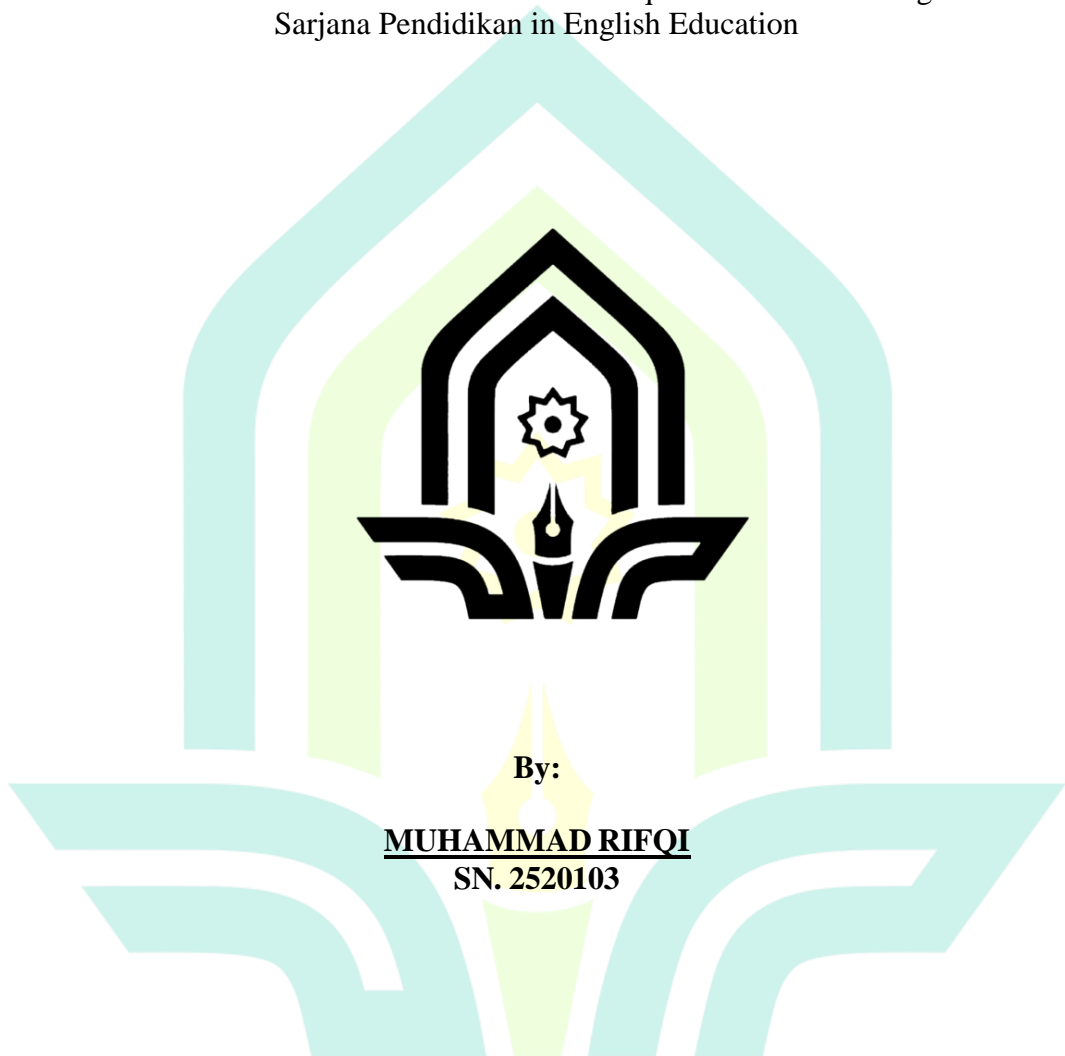 Sarjana Pendidikan in English Education
By:
MUHAMMAD RIFQI
SN. 2520103